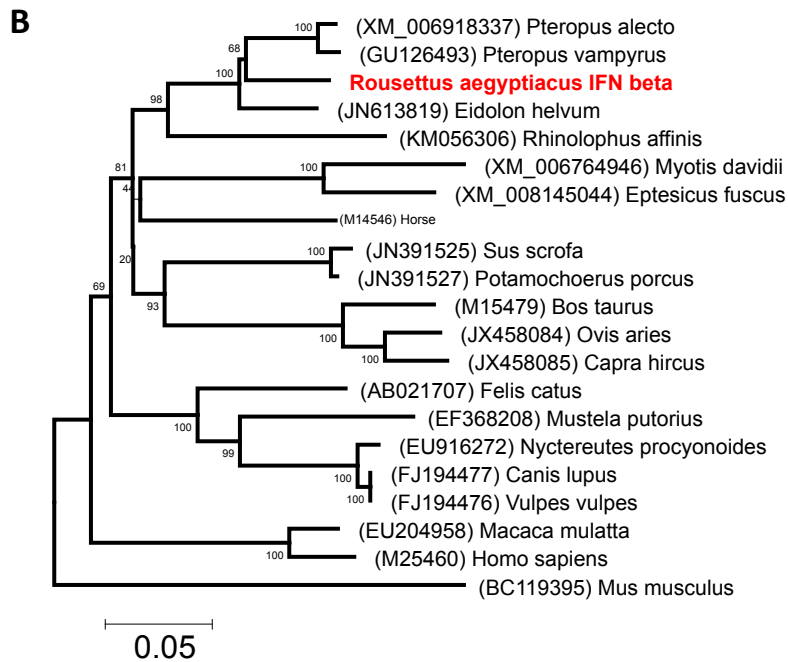 B
100 (XM_006918337) Pteropus alecto
68 (GU126493) Pteropus vampyrus
100 Rousettus aegyptiacus IFN beta
98 (JN613819) Eidolon helvum
(KM056306) Rhinolophus affinis
81 100 (XM_006764946) Myotis davidii
44 (XM_008145044) Eptesicus fuscus
(M14546) Horse
20 100 (JN391525) Sus scrofa
(JN391527) Potamochoerus porcus
69 93 (M15479) Bos taurus
100 (JX458084) Ovis aries
100 (JX458085) Capra hircus
(AB021707) Felis catus
100 (EF368208) Mustela putorius
99 (EU916272) Nyctereutes procyonoides
100 (FJ194477) Canis lupus
100 (FJ194476) Vulpes vulpes
(EU204958) Macaca mulatta
100 (M25460) Homo sapiens
(BC119395) Mus musculus
0.05